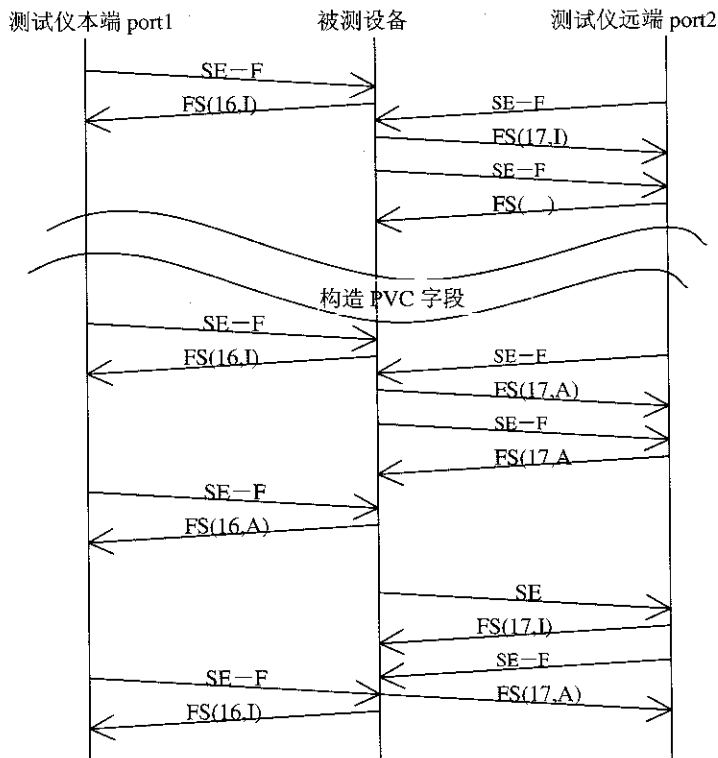 测试仪本端 port1 被测设备 测试仪远端 port2
SE－F
FS(16,I)
SE－F
FS(17,I)
SE－F
FS( )
构造 PVC 字段
SE－F
FS(16,I)
SE－F
FS(17,A)
SE－F
FS(17,A
SE－F
FS(16,A)
SE
FS(17,I)
SE－F
SE－F
FS(17,A)
FS(16,I)